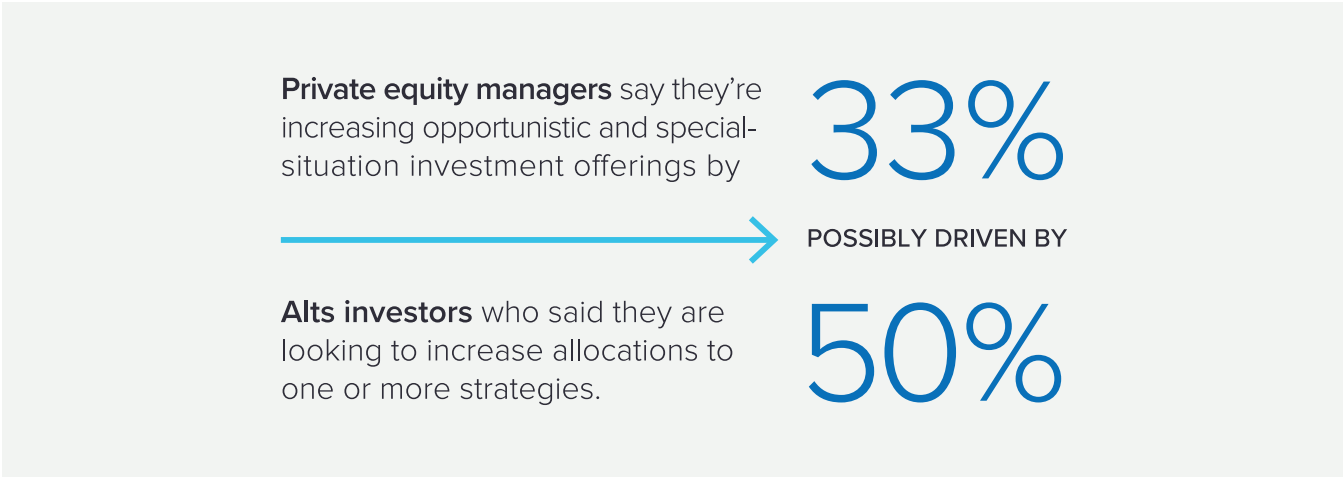 Private equity managers say they’re
increasing opportunistic and special-
situation investment offerings by
33%
POSSIBLY DRIVEN BY
Alts investors who said they are
looking to increase allocations to
one or more strategies.
50%